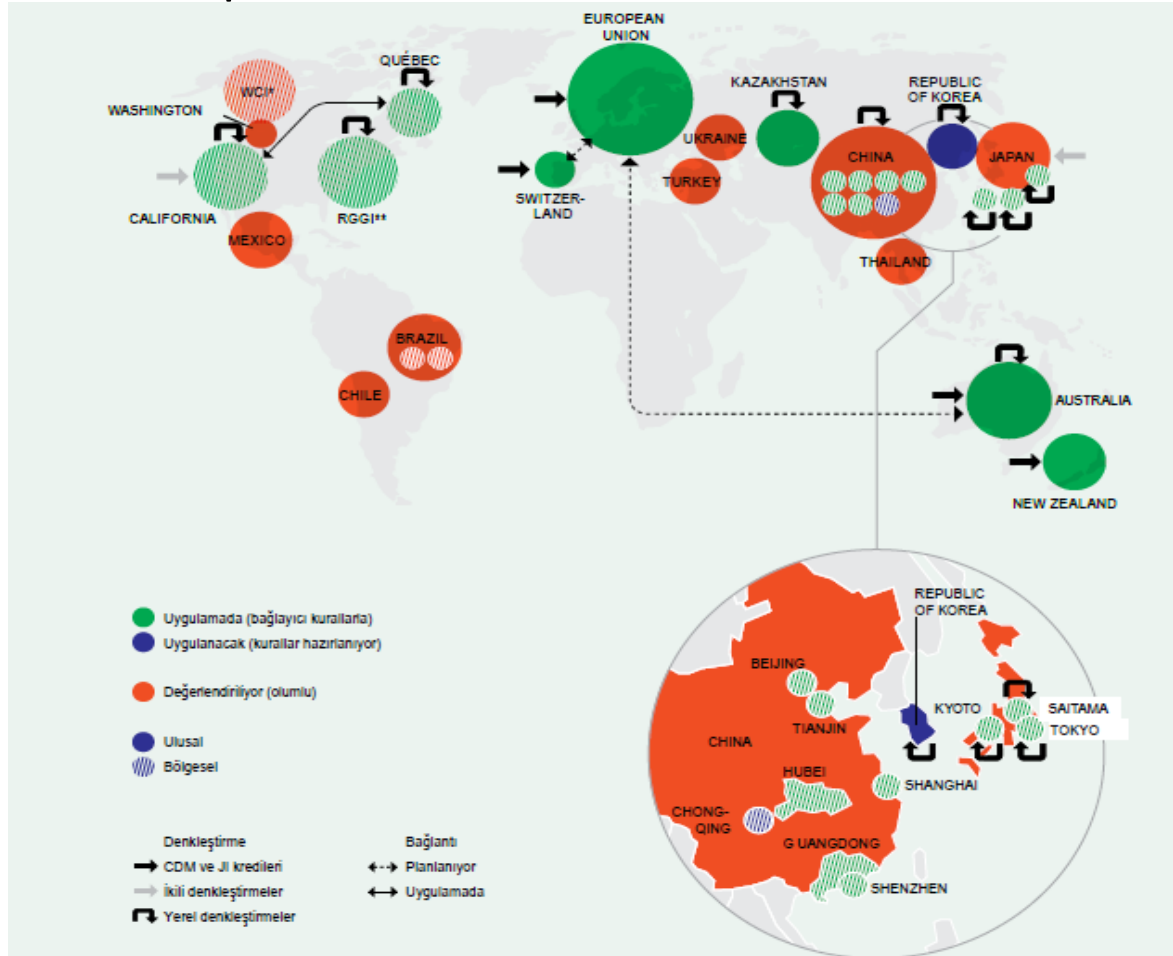 EUROPEAN
UNION
QUÉBEC
KAZAKHSTAN
REPUBLIC
OF KOREA
WCI*
WASHINGTON
UKRAINE
CHINA
JAPAN
TURKEY
SWITZER-
LAND
CALIFORNIA
RGGI**
MEXICO
THAILAND
BRAZIL
CHILE
AUSTRALIA
NEW ZEALAND
Uygulamada (bağlayıcı kurallarla)
Uygulanacak (kurallar hazırlanıyor)
Değerlendiriliyor (olumlu)
Ulusal
Bölgesel
Denkleştirme
CDM ve JI kredileri
İkili denkleştirmeler
Yerel denkleştirmeler
Bağlantı
Planlanıyor
Uygulamada
REPUBLIC
OF KOREA
BEIJING
KYOTO
SAITAMA
TIANJIN
TOKYO
CHINA
HUBEI
SHANGHAI
CHONG-
QING
G UANGDONG
SHENZHEN